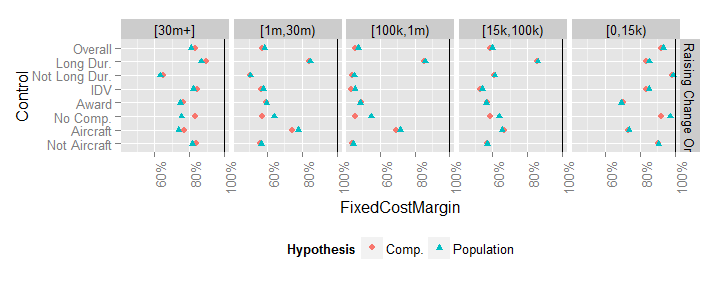 [30m+] [1m,30m) [100k,1m) [15k,100k) [0,15k)
Control
Overall
Long Dur.
Not Long Dur.
IDV
Award
No Comp.
Aircraft
Not Aircraft
Raising Change Or
60% 80% 100% 60% 80% 100% 60% 80% 100% 60% 80% 100% 60% 80% 100%
FixedCostMargin
Hypothesis Comp. Population